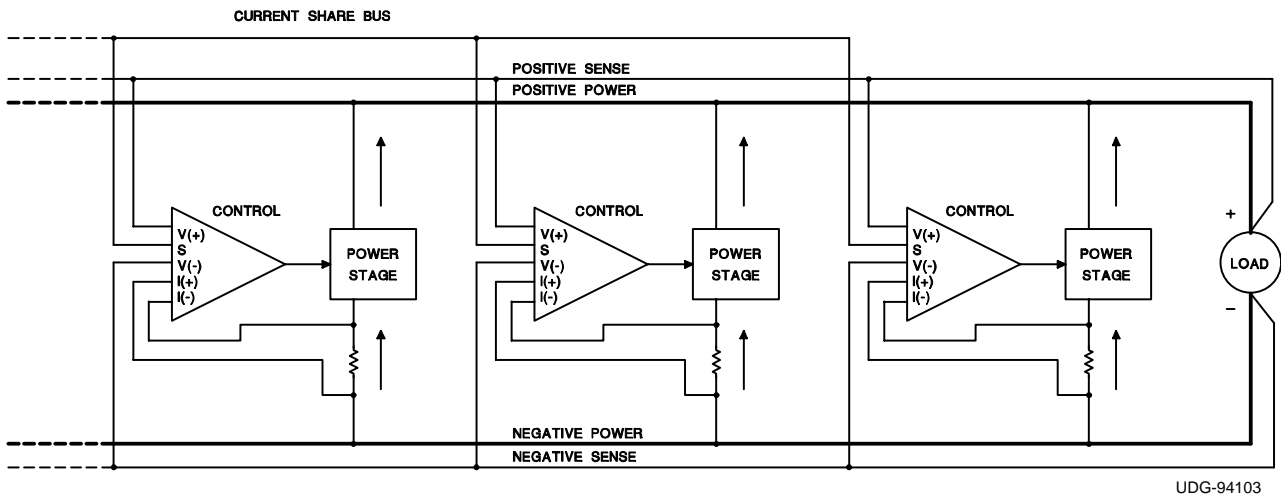 CURRENT SHARE BUS
POSITIVE SENSE
POSITIVE POWER
CONTROL
V(+)
S
V(-)
I(+)
I(-)
POWER
STAGE
CONTROL
V(+)
S
V(-)
I(+)
I(-)
POWER
STAGE
CONTROL
V(+)
S
V(-)
I(+)
I(-)
POWER
STAGE
+
LOAD
–
NEGATIVE POWER
NEGATIVE SENSE
UDG-94103